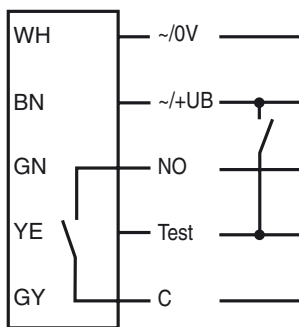 WH ~/0V
BN ~/+UB
GN NO
YE Test
GY C